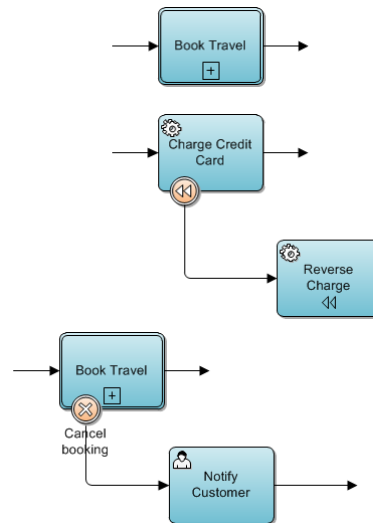 Book Travel
Charge Credit
Card
Reverse
Charge
Book Travel
Cancel
booking
Notify
Customer